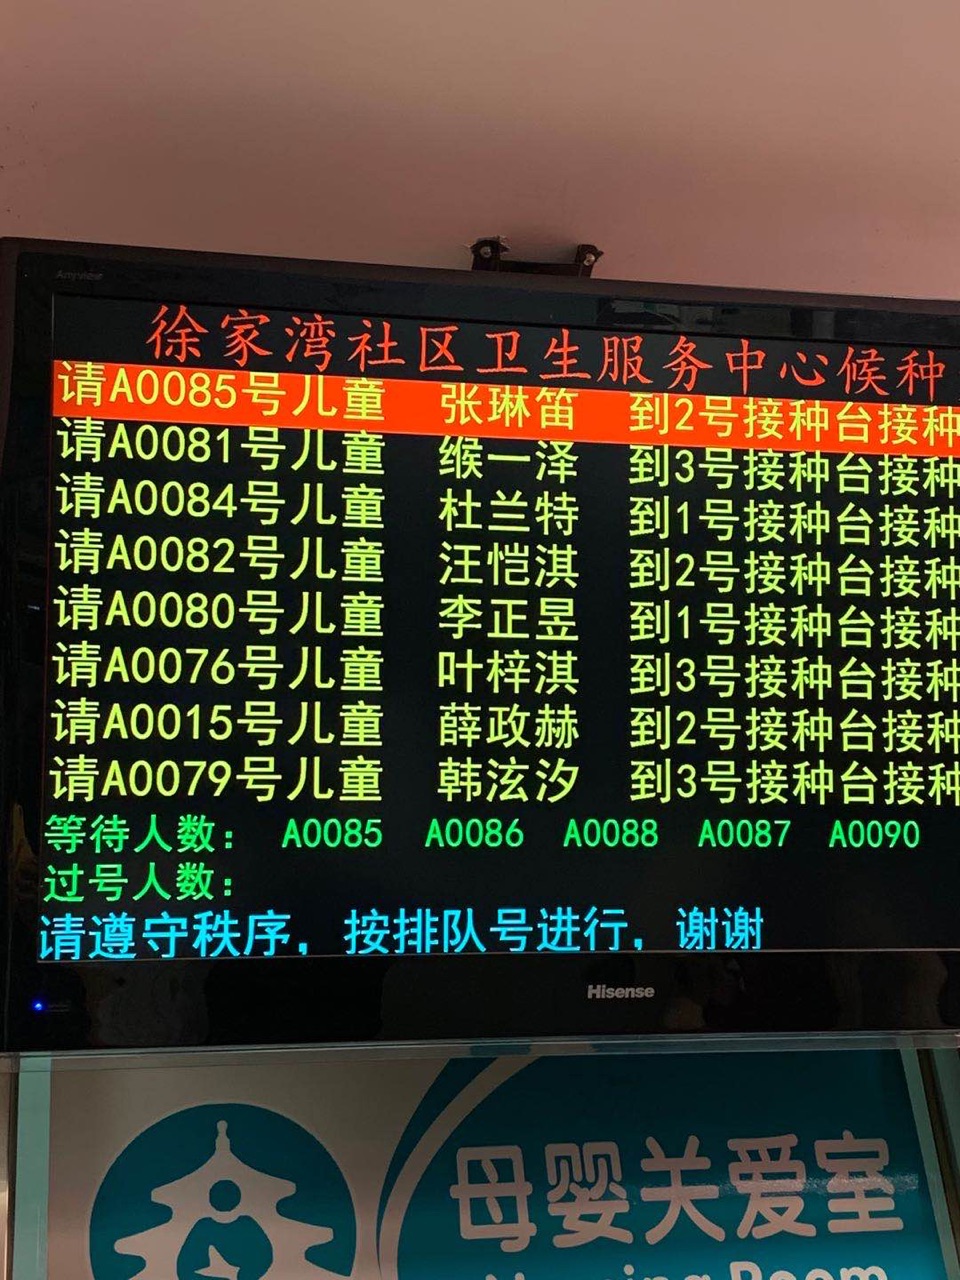 Anyview
徐家湾社区卫生服务中心候种
请A0085号儿童 张琳笛 到2号接种台接种
请A0081号儿童 缑一泽 到3号接种台接种
请A0084号儿童 杜兰特 到1号接种台接种
请A0082号儿童 汪恺淇 到2号接种台接种
请A0080号儿童 李正昱 到1号接种台接种
请A0076号儿童 叶梓淇 到3号接种台接种
请A0015号儿童 薛政赫 到2号接种台接种
请A0079号儿童 韩泫汐 到3号接种台接种
等待人数： A0085 A0086 A0088 A0087 A0090
过号人数：
请遵守秩序，按排队号进行，谢谢
Hisense
母婴关爱室
Room